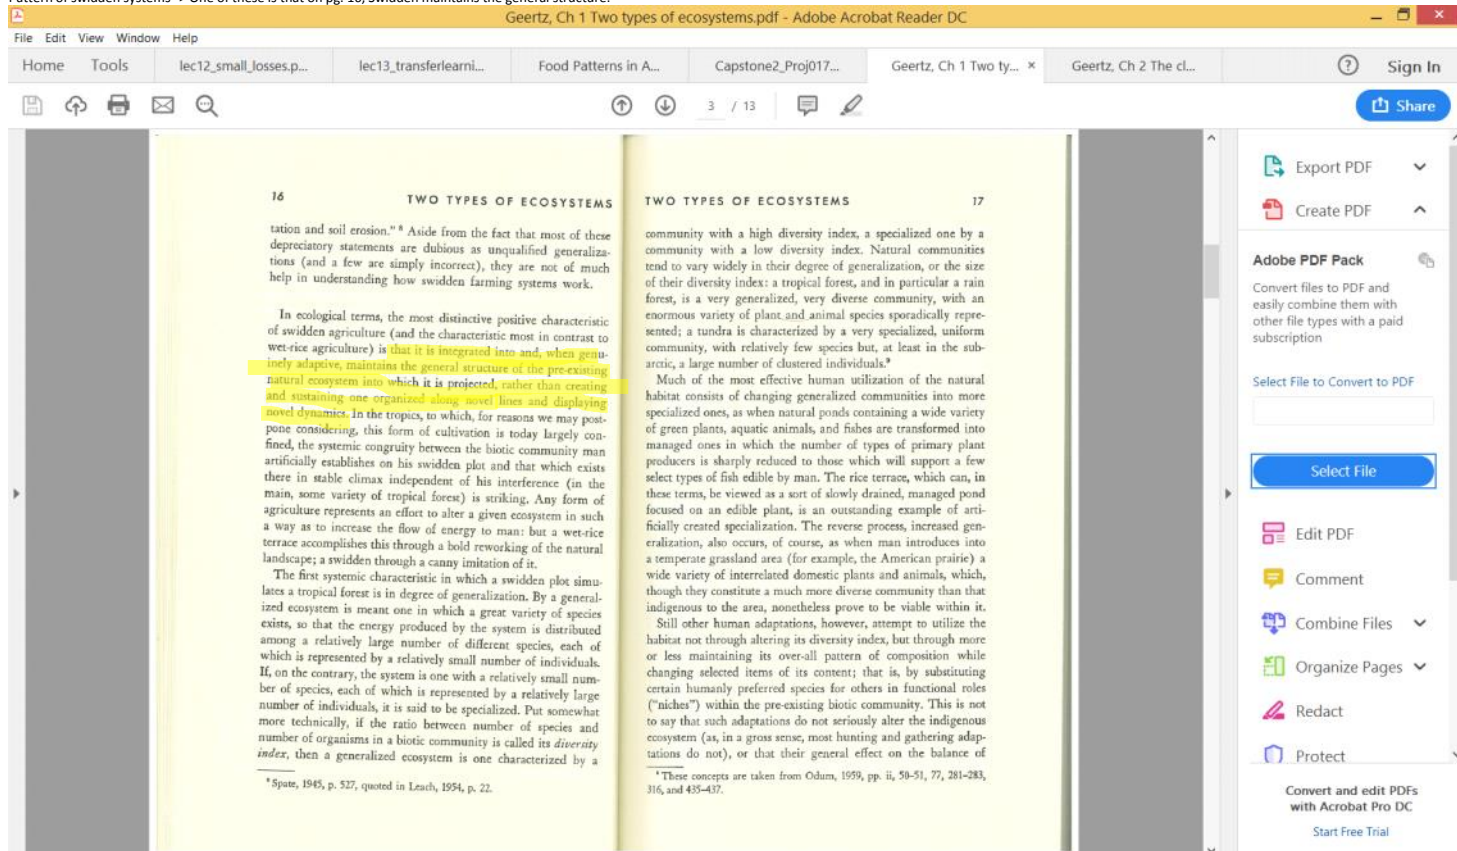 Pattern of swidden systems -> One of these is that on pg. 16, Swidden maintains the general structure.
Geertz, Ch 1 Two types of ecosystems.pdf - Adobe Acrobat Reader DC
File Edit View Window Help
Home Tools lec12_small_losses.p... lec13_transferlearni... Food Patterns in A... Capstone2_Proj017... Geertz, Ch 1 Two ty... × Geertz, Ch 2 The cl... Sign In
3 / 13 Share
16 TWO TYPES OF ECOSYSTEMS
tation and soil erosion." ⁸ Aside from the fact that most of these
depreciatory statements are dubious as unqualified generaliza-
tions (and a few are simply incorrect), they are not of much
help in understanding how swidden farming systems work.
In ecological terms, the most distinctive positive characteristic
of swidden agriculture (and the characteristic most in contrast to
wet-rice agriculture) is that it is integrated into and, when genu-
inely adaptive, maintains the general structure of the pre-existing
natural ecosystem into which it is projected, rather than creating
and sustaining one organized along novel lines and displaying
novel dynamics. In the tropics, to which, for reasons we may post-
pone considering, this form of cultivation is today largely con-
fined, the systemic congruity between the biotic community man
artificially establishes on his swidden plot and that which exists
there in stable climax independent of his interference (in the
main, some variety of tropical forest) is striking. Any form of
agriculture represents an effort to alter a given ecosystem in such
a way as to increase the flow of energy to man: but a wet-rice
terrace accomplishes this through a bold reworking of the natural
landscape; a swidden through a canny imitation of it.
The first systemic characteristic in which a swidden plot simu-
lates a tropical forest is in degree of generalization. By a general-
ized ecosystem is meant one in which a great variety of species
exists, so that the energy produced by the system is distributed
among a relatively large number of different species, each of
which is represented by a relatively small number of individuals.
If, on the contrary, the system is one with a relatively small num-
ber of species, each of which is represented by a relatively large
number of individuals, it is said to be specialized. Put somewhat
more technically, if the ratio between number of species and
number of organisms in a biotic community is called its diversity
index, then a generalized ecosystem is one characterized by a
⁸ Spate, 1945, p. 527, quoted in Leach, 1954, p. 22.
TWO TYPES OF ECOSYSTEMS 17
community with a high diversity index, a specialized one by a
community with a low diversity index. Natural communities
tend to vary widely in their degree of generalization, or the size
of their diversity index: a tropical forest, and in particular a rain
forest, is a very generalized, very diverse community, with an
enormous variety of plant and animal species sporadically repre-
sented; a tundra is characterized by a very specialized, uniform
community, with relatively few species but, at least in the sub-
arctic, a large number of clustered individuals.⁹
Much of the most effective human utilization of the natural
habitat consists of changing generalized communities into more
specialized ones, as when natural ponds containing a wide variety
of green plants, aquatic animals, and fishes are transformed into
managed ones in which the number of types of primary plant
producers is sharply reduced to those which will support a few
select types of fish edible by man. The rice terrace, which can, in
these terms, be viewed as a sort of slowly drained, managed pond
focused on an edible plant, is an outstanding example of arti-
ficially created specialization. The reverse process, increased gen-
eralization, also occurs, of course, as when man introduces into
a temperate grassland area (for example, the American prairie) a
wide variety of interrelated domestic plants and animals, which,
though they constitute a much more diverse community than that
indigenous to the area, nonetheless prove to be viable within it.
Still other human adaptations, however, attempt to utilize the
habitat not through altering its diversity index, but through more
or less maintaining its over-all pattern of composition while
changing selected items of its content; that is, by substituting
certain humanly preferred species for others in functional roles
("niches") within the pre-existing biotic community. This is not
to say that such adaptations do not seriously alter the indigenous
ecosystem (as, in a gross sense, most hunting and gathering adap-
tations do not), or that their general effect on the balance of
⁹ These concepts are taken from Odum, 1959, pp. ii, 50-51, 77, 281-283,
316, and 435-437.
Export PDF
Create PDF
Adobe PDF Pack
Convert files to PDF and
easily combine them with
other file types with a paid
subscription
Select File to Convert to PDF
Select File
Edit PDF
Comment
Combine Files
Organize Pages
Redact
Protect
Convert and edit PDFs
with Acrobat Pro DC
Start Free Trial